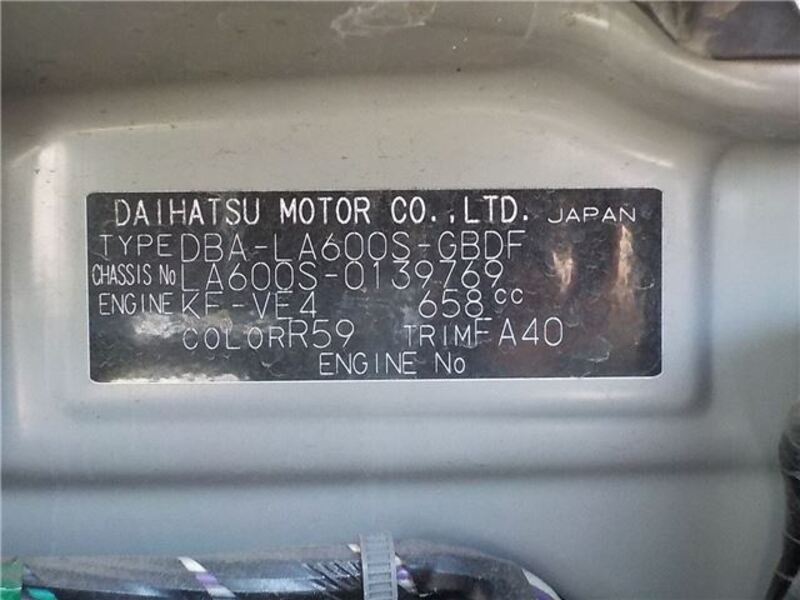 DAIHATSU MOTOR CO.,LTD. JAPAN
TYPE DBA-LA600S-GBDF
CHASSIS No LA600S-0139769
ENGINE KF-VE4 658cc
COLOR R59 TRIM FA40
ENGINE No